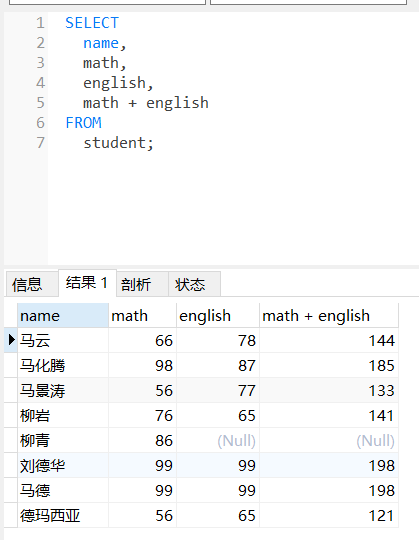 1 SELECT
2 name,
3 math,
4 english,
5 math + english
6 FROM
7 student;
信息 结果 1 剖析 状态
name math english math + english
马云 66 78 144
马化腾 98 87 185
马景涛 56 77 133
柳岩 76 65 141
柳青 86 (Null) (Null)
刘德华 99 99 198
马德 99 99 198
德玛西亚 56 65 121